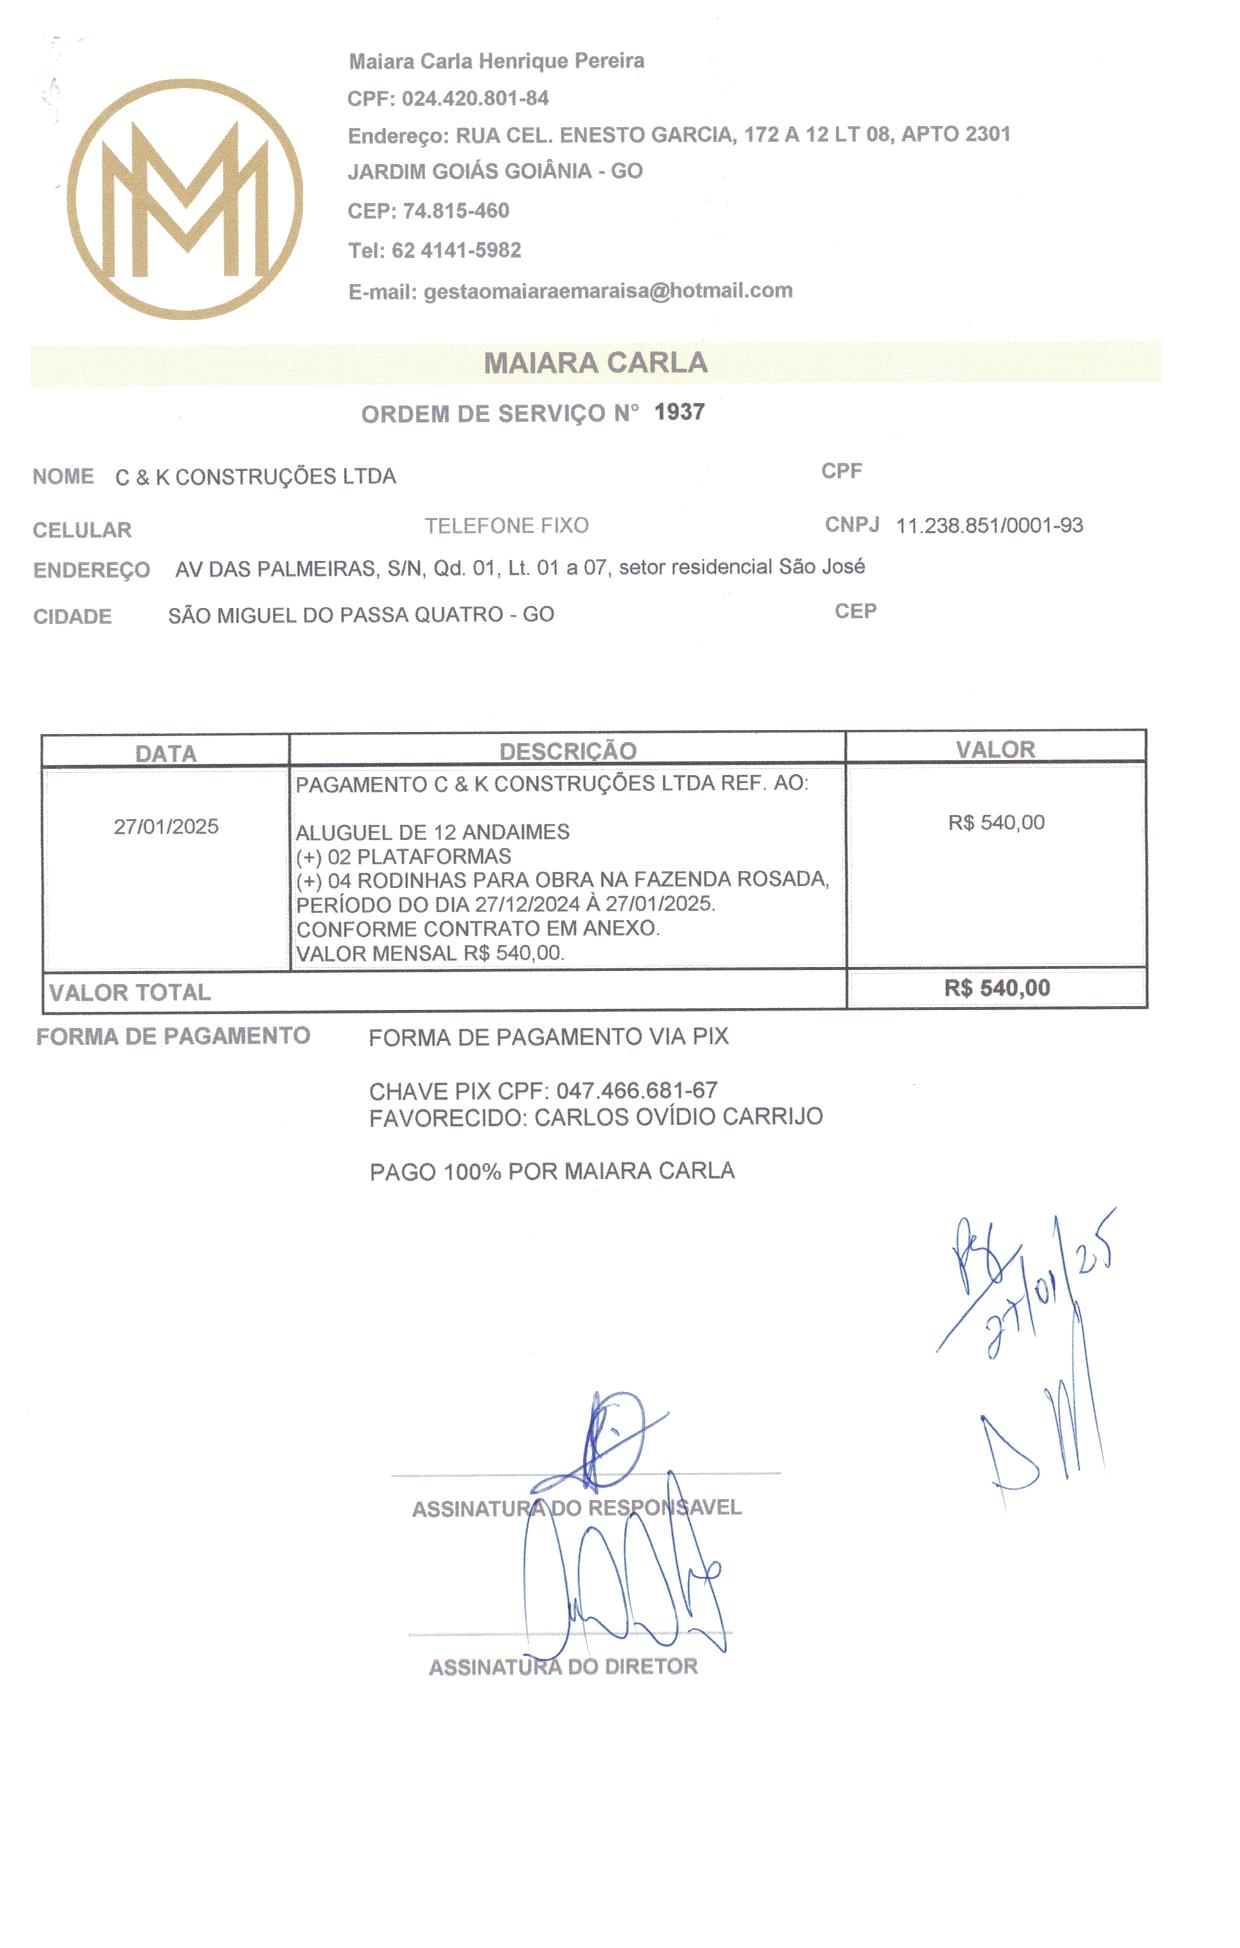 Maiara Carla Henrique Pereira
CPF: 024.420.801-84
Endereço: RUA CEL. ENESTO GARCIA, 172 A 12 LT 08, APTO 2301
JARDIM GOIÁS GOIÂNIA - GO
CEP: 74.815-460
Tel: 62 4141-5982
E-mail: gestaomaiaraemaraisa@hotmail.com
MAIARA CARLA
ORDEM DE SERVIÇO N° 1937
NOME C & K CONSTRUÇÕES LTDA CPF
CELULAR TELEFONE FIXO CNPJ 11.238.851/0001-93
ENDEREÇO AV DAS PALMEIRAS, S/N, Qd. 01, Lt. 01 a 07, setor residencial São José
CIDADE SÃO MIGUEL DO PASSA QUATRO - GO CEP
DATA DESCRIÇÃO VALOR
PAGAMENTO C & K CONSTRUÇÕES LTDA REF. AO:
27/01/2025 ALUGUEL DE 12 ANDAIMES R$ 540,00
(+) 02 PLATAFORMAS
(+) 04 RODINHAS PARA OBRA NA FAZENDA ROSADA,
PERÍODO DO DIA 27/12/2024 À 27/01/2025.
CONFORME CONTRATO EM ANEXO.
VALOR MENSAL R$ 540,00.
VALOR TOTAL R$ 540,00
FORMA DE PAGAMENTO FORMA DE PAGAMENTO VIA PIX
CHAVE PIX CPF: 047.466.681-67
FAVORECIDO: CARLOS OVÍDIO CARRIJO
PAGO 100% POR MAIARA CARLA
27/01/25
ASSINATURA DO RESPONSAVEL
ASSINATURA DO DIRETOR